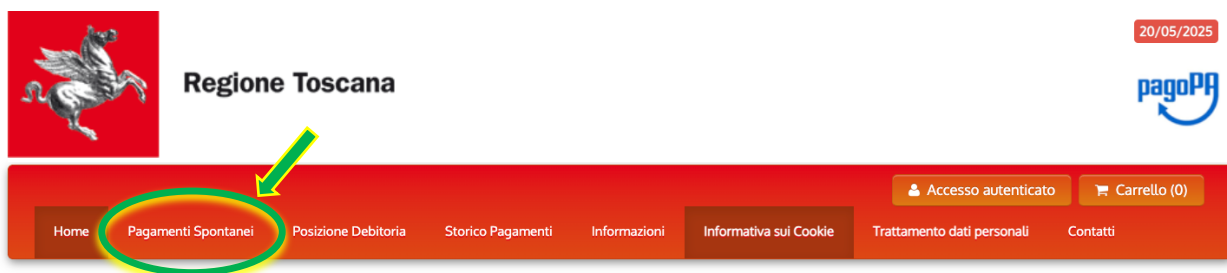 20/05/2025
Regione Toscana
pagoPA
Accesso autenticato
Carrello (0)
Home
Pagamenti Spontanei
Posizione Debitoria
Storico Pagamenti
Informazioni
Informativa sui Cookie
Trattamento dati personali
Contatti